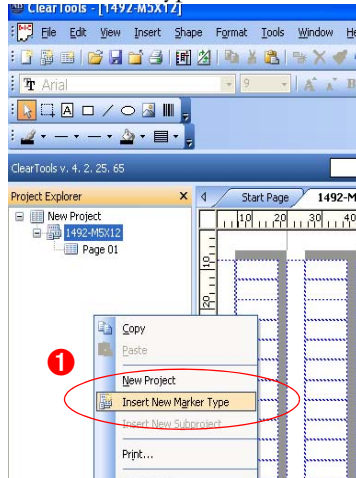 ClearTools - [1492-M5X12]
File Edit View Insert Shape Format Tools Window
Arial 9
ClearTools v. 4. 2. 25. 65
Project Explorer X
Start Page 1492-M
New Project
1492-M5X12
Page 01
10 20 30 40
10
20
Copy
Paste
New Project
1
Insert New Marker Type
Insert New Subproject
Print...